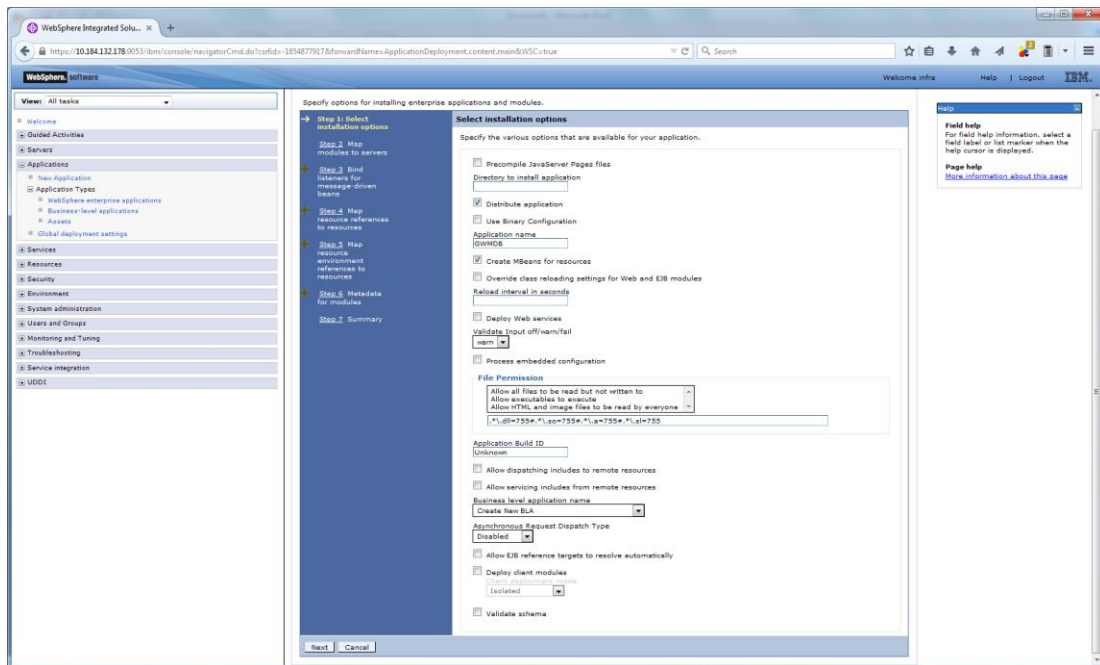 WebSphere Integrated Solu...
https://10.184.132.178:9053/ibm/console/navigatorCmd.do?csrfid=-1854877917&forwardName=ApplicationDeployment.content.main&WSC=true
Search
WebSphere. software
Welcome infra
Help | Logout
IBM.
View: All tasks
Welcome
Guided Activities
Servers
Applications
New Application
Application Types
WebSphere enterprise applications
Business-level applications
Assets
Global deployment settings
Services
Resources
Security
Environment
System administration
Users and Groups
Monitoring and Tuning
Troubleshooting
Service integration
UDDI
Specify options for installing enterprise applications and modules.
Step 1: Select
installation options
Step 2 Map
modules to servers
Step 3 Bind
listeners for
message-driven
beans
Step 4 Map
resource references
to resources
Step 5 Map
resource
environment
references to
resources
Step 6 Metadata
for modules
Step 7 Summary
Select installation options
Specify the various options that are available for your application.
Precompile JavaServer Pages files
Directory to install application
Distribute application
Use Binary Configuration
Application name
GWMDB
Create MBeans for resources
Override class reloading settings for Web and EJB modules
Reload interval in seconds
Deploy Web services
Validate Input off/warn/fail
warn
Process embedded configuration
File Permission
Allow all files to be read but not written to
Allow executables to execute
Allow HTML and image files to be read by everyone
.*\.dll=755#.*\.so=755#.*\.a=755#.*\.sl=755
Application Build ID
Unknown
Allow dispatching includes to remote resources
Allow servicing includes from remote resources
Business level application name
Create New BLA
Asynchronous Request Dispatch Type
Disabled
Allow EJB reference targets to resolve automatically
Deploy client modules
Client deployment mode
Isolated
Validate schema
Next
Cancel
Help
Field help
For field help information, select a
field label or list marker when the
help cursor is displayed.
Page help
More information about this page